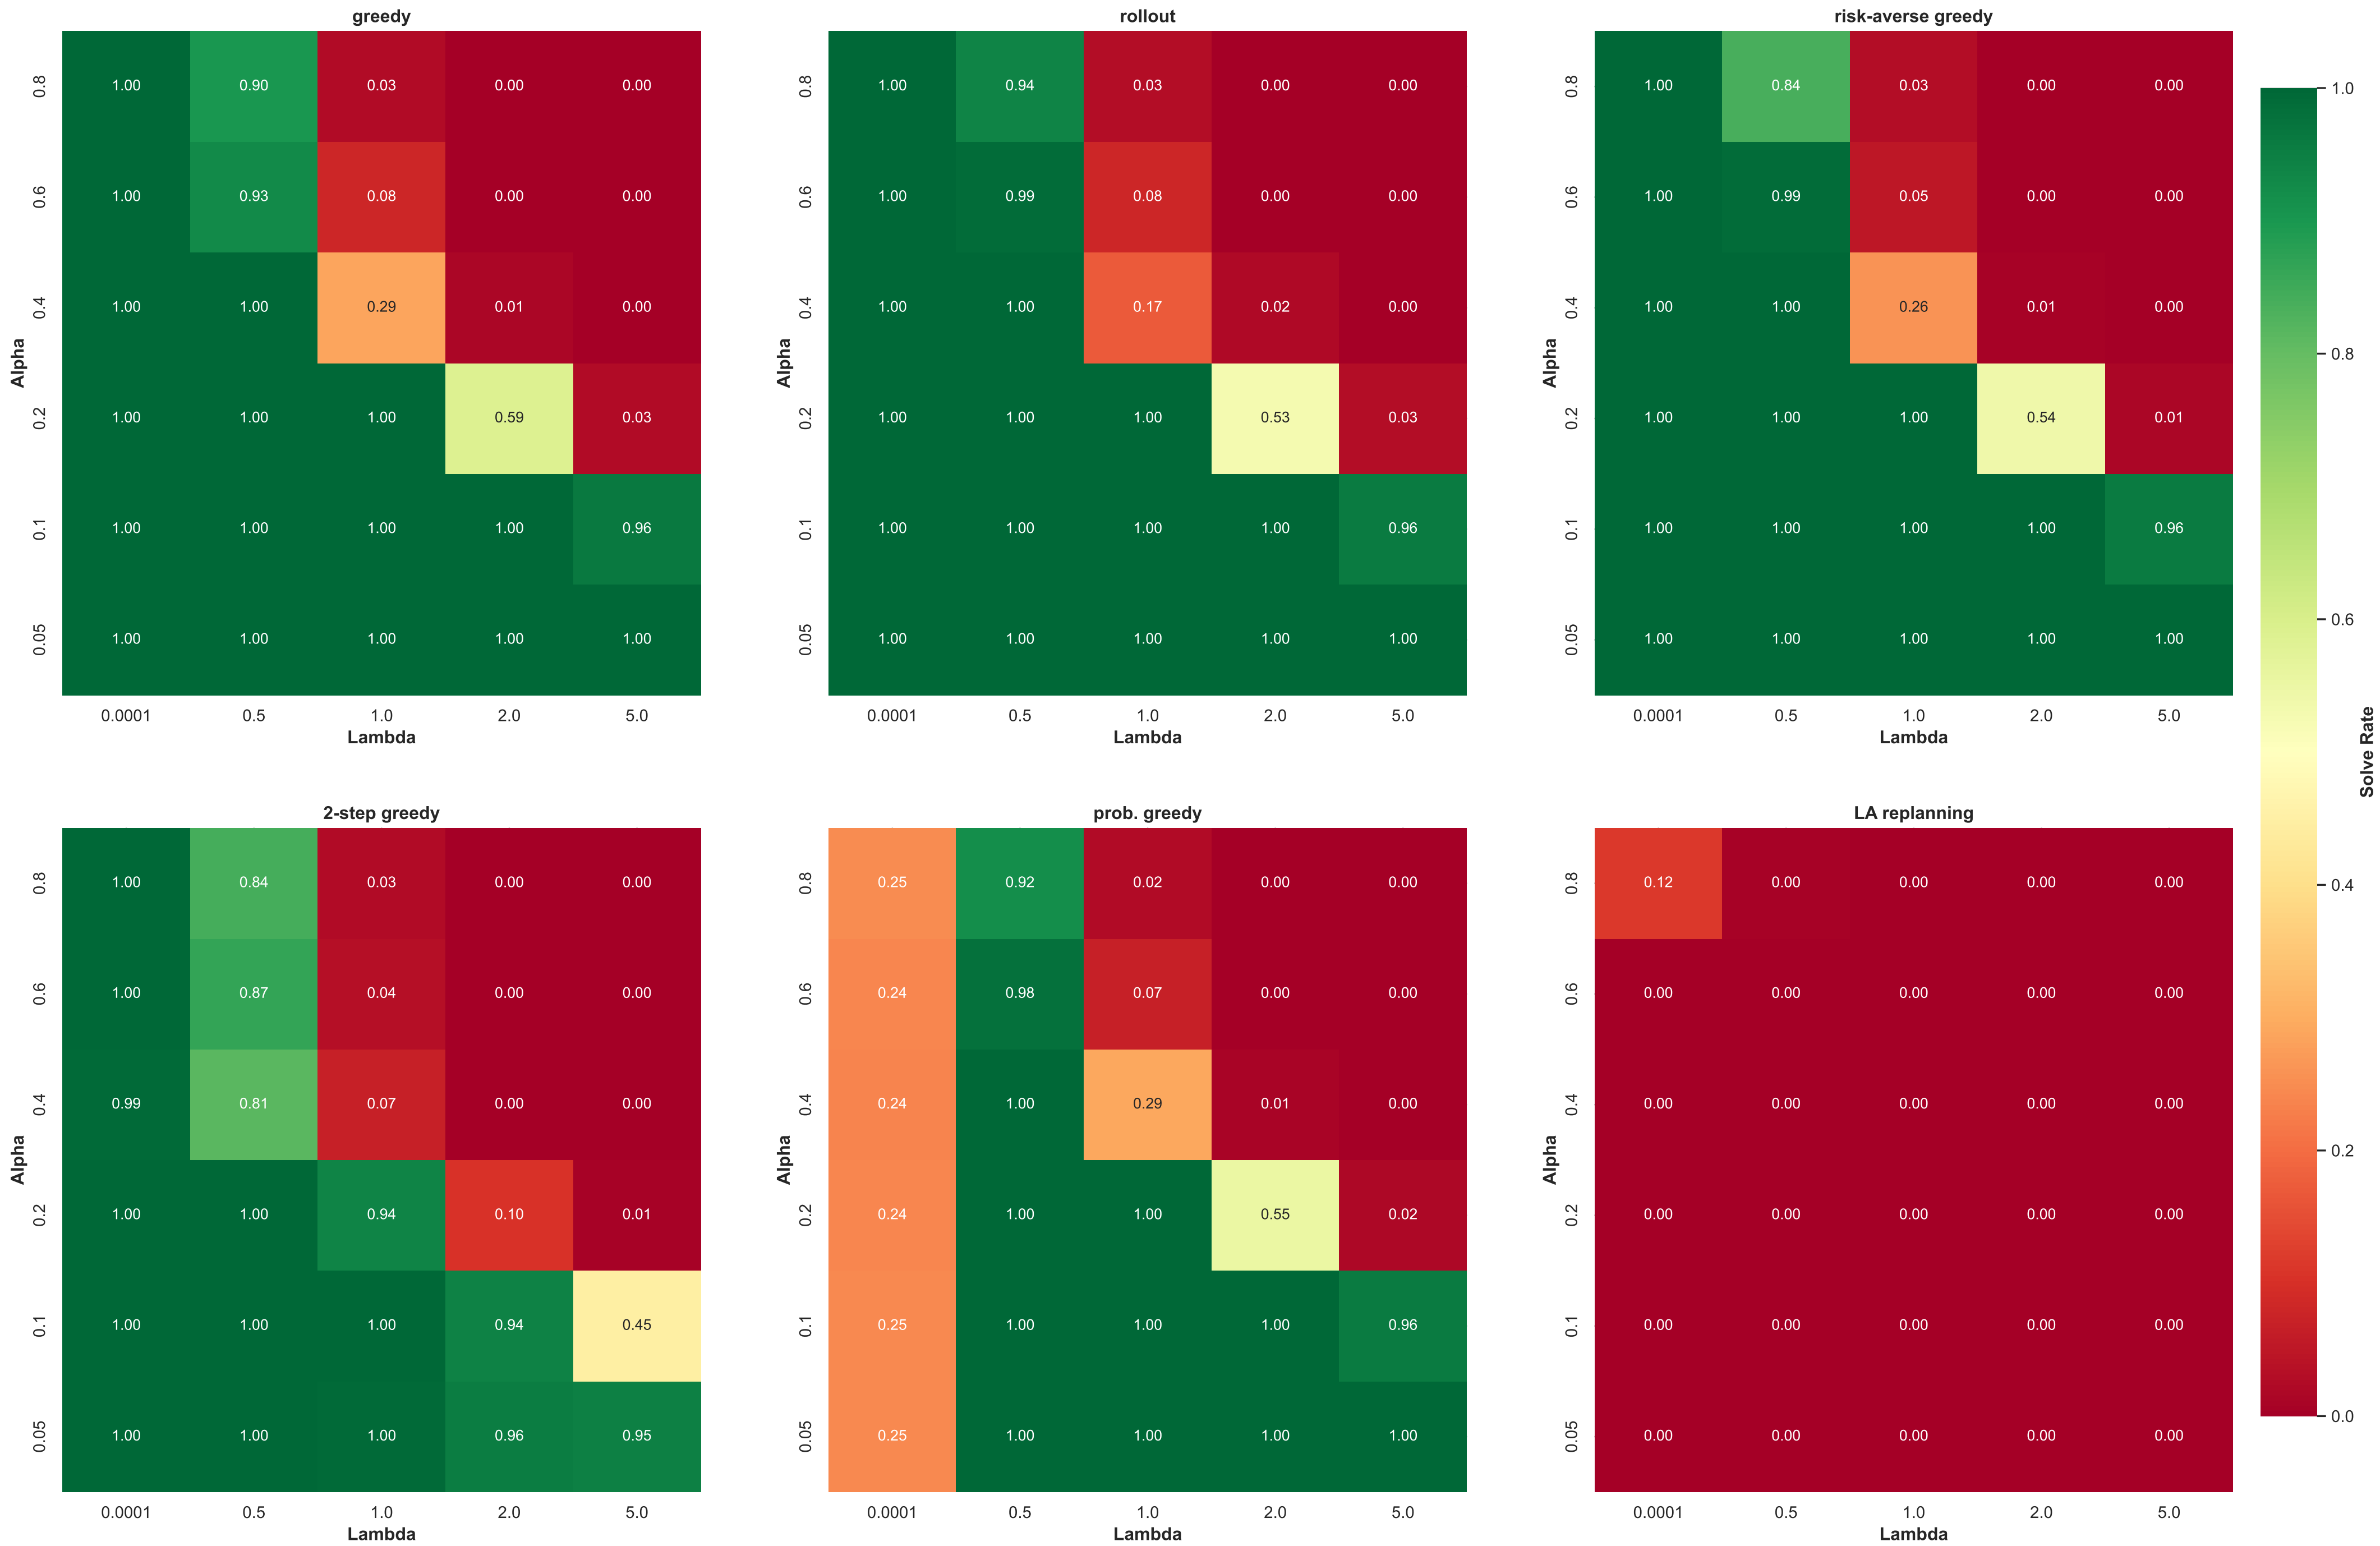 greedy
0.8 1.00 0.90 0.03 0.00 0.00
0.6 1.00 0.93 0.08 0.00 0.00
0.4 1.00 1.00 0.29 0.01 0.00
Alpha
0.2 1.00 1.00 1.00 0.59 0.03
0.1 1.00 1.00 1.00 1.00 0.96
0.05 1.00 1.00 1.00 1.00 1.00
0.0001 0.5 1.0 2.0 5.0
Lambda
rollout
0.8 1.00 0.94 0.03 0.00 0.00
0.6 1.00 0.99 0.08 0.00 0.00
0.4 1.00 1.00 0.17 0.02 0.00
Alpha
0.2 1.00 1.00 1.00 0.53 0.03
0.1 1.00 1.00 1.00 1.00 0.96
0.05 1.00 1.00 1.00 1.00 1.00
0.0001 0.5 1.0 2.0 5.0
Lambda
risk-averse greedy
0.8 1.00 0.84 0.03 0.00 0.00
0.6 1.00 0.99 0.05 0.00 0.00
0.4 1.00 1.00 0.26 0.01 0.00
Alpha
0.2 1.00 1.00 1.00 0.54 0.01
0.1 1.00 1.00 1.00 1.00 0.96
0.05 1.00 1.00 1.00 1.00 1.00
0.0001 0.5 1.0 2.0 5.0
Lambda
2-step greedy
0.8 1.00 0.84 0.03 0.00 0.00
0.6 1.00 0.87 0.04 0.00 0.00
0.4 0.99 0.81 0.07 0.00 0.00
Alpha
0.2 1.00 1.00 0.94 0.10 0.01
0.1 1.00 1.00 1.00 0.94 0.45
0.05 1.00 1.00 1.00 0.96 0.95
0.0001 0.5 1.0 2.0 5.0
Lambda
prob. greedy
0.8 0.25 0.92 0.02 0.00 0.00
0.6 0.24 0.98 0.07 0.00 0.00
0.4 0.24 1.00 0.29 0.01 0.00
Alpha
0.2 0.24 1.00 1.00 0.55 0.02
0.1 0.25 1.00 1.00 1.00 0.96
0.05 0.25 1.00 1.00 1.00 1.00
0.0001 0.5 1.0 2.0 5.0
Lambda
LA replanning
0.8 0.12 0.00 0.00 0.00 0.00
0.6 0.00 0.00 0.00 0.00 0.00
0.4 0.00 0.00 0.00 0.00 0.00
Alpha
0.2 0.00 0.00 0.00 0.00 0.00
0.1 0.00 0.00 0.00 0.00 0.00
0.05 0.00 0.00 0.00 0.00 0.00
0.0001 0.5 1.0 2.0 5.0
Lambda
1.0
0.8
0.6
Solve Rate
0.4
0.2
0.0